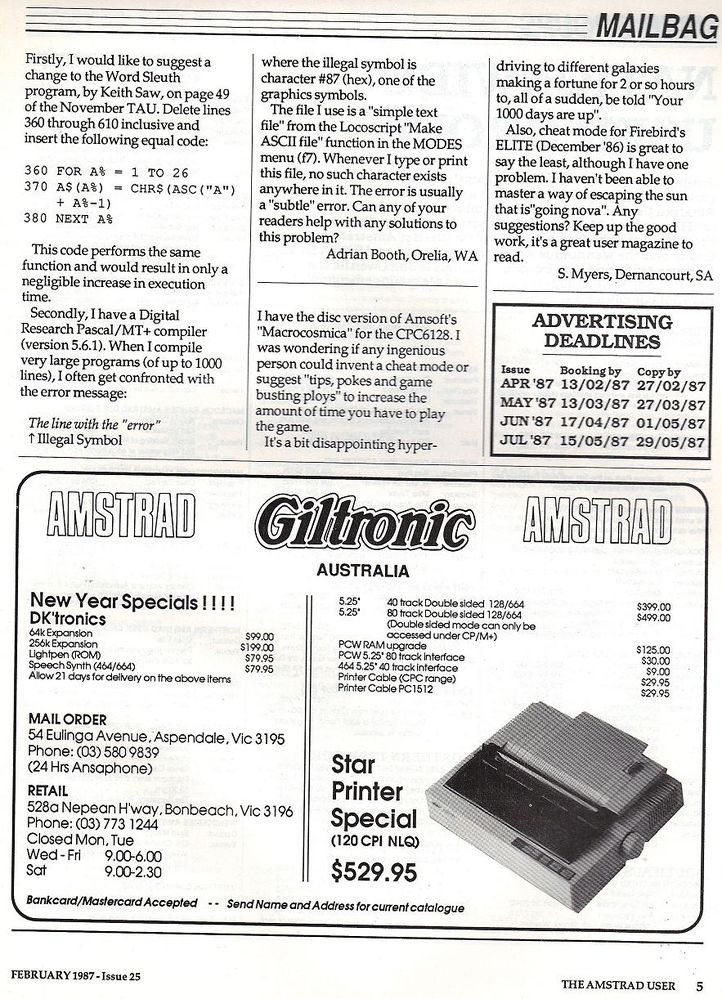 MAILBAG
Firstly, I would like to suggest a
change to the Word Sleuth
program, by Keith Saw, on page 49
of the November TAU. Delete lines
360 through 610 inclusive and
insert the following equal code:
360 FOR A% = 1 TO 26
370 A$(A%) = CHR$(ASC("A")
+ A%-1)
380 NEXT A%
This code performs the same
function and would result in only a
negligible increase in execution
time.
Secondly, I have a Digital
Research Pascal/MT+ compiler
(version 5.6.1). When I compile
very large programs (of up to 1000
lines), I often get confronted with
the error message:
The line with the "error"
↑ Illegal Symbol
where the illegal symbol is
character #87 (hex), one of the
graphics symbols.
The file I use is a "simple text
file" from the Locoscript "Make
ASCII file" function in the MODES
menu (f7). Whenever I type or print
this file, no such character exists
anywhere in it. The error is usually
a "subtle" error. Can any of your
readers help with any solutions to
this problem?
Adrian Booth, Orelia, WA
I have the disc version of Amsoft's
"Macrocosmica" for the CPC6128. I
was wondering if any ingenious
person could invent a cheat mode or
suggest "tips, pokes and game
busting ploys" to increase the
amount of time you have to play
the game.
It's a bit disappointing hyper-
driving to different galaxies
making a fortune for 2 or so hours
to, all of a sudden, be told "Your
1000 days are up".
Also, cheat mode for Firebird's
ELITE (December '86) is great to
say the least, although I have one
problem. I haven't been able to
master a way of escaping the sun
that is"going nova". Any
suggestions? Keep up the good
work, it's a great user magazine to
read.
S. Myers, Dernancourt, SA
ADVERTISING
DEADLINES
Issue Booking by Copy by
APR '87 13/02/87 27/02/87
MAY '87 13/03/87 27/03/87
JUN '87 17/04/87 01/05/87
JUL '87 15/05/87 29/05/87
AMSTRAD Giltronic AMSTRAD
AUSTRALIA
New Year Specials ! ! ! !
DK'tronics
64k Expansion $99.00
256k Expansion $199.00
Lightpen (ROM) $79.95
Speech Synth (464/664) $79.95
Allow 21 days for delivery on the above items
MAIL ORDER
54 Eulinga Avenue, Aspendale, Vic 3195
Phone: (03) 580 9839
(24 Hrs Ansaphone)
RETAIL
528a Nepean H'way, Bonbeach, Vic 3196
Phone: (03) 773 1244
Closed Mon, Tue
Wed - Fri 9.00-6.00
Sat 9.00-2.30
5.25" 40 track Double sided 128/664 $399.00
5.25" 80 track Double sided 128/664 $499.00
(Double sided mode can only be
accessed under CP/M+)
PCW RAM upgrade $125.00
PCW 5.25" 80 track Interface $30.00
464 5.25" 40 track Interface $9.00
Printer Cable (CPC range) $29.95
Printer Cable PC1512 $29.95
Star
Printer
Special
(120 CPI NLQ)
$529.95
Bankcard/Mastercard Accepted -- Send Name and Address for current catalogue
FEBRUARY 1987 - Issue 25
THE AMSTRAD USER 5